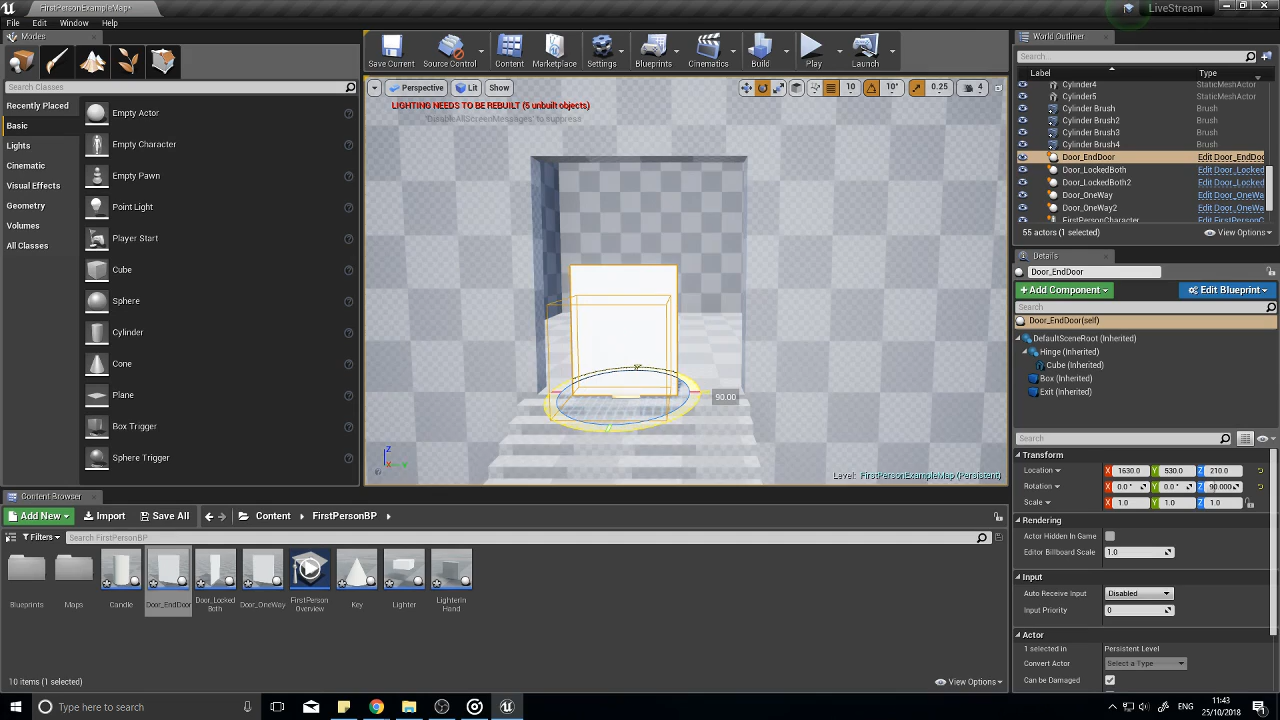 FirstPersonExampleMap*
LiveStream
File Edit Window Help
Modes
Search Classes
Recently Placed
Basic
Lights
Cinematic
Visual Effects
Geometry
Volumes
All Classes
Empty Actor
Empty Character
Empty Pawn
Point Light
Player Start
Cube
Sphere
Cylinder
Cone
Plane
Box Trigger
Sphere Trigger
Save Current Source Control Content Marketplace Settings Blueprints Cinematics Build Play Launch
Perspective Lit Show 10 10° 0.25 4
LIGHTING NEEDS TO BE REBUILT (5 unbuilt objects)
'DisableAllScreenMessages' to suppress
90.00
Level: FirstPersonExampleMap (Persistent)
World Outliner
Search...
Label Type
Cylinder4 StaticMeshActor
Cylinder5 StaticMeshActor
Cylinder Brush Brush
Cylinder Brush2 Brush
Cylinder Brush3 Brush
Cylinder Brush4 Brush
Door_EndDoor Edit Door_EndDoo
Door_LockedBoth Edit Door_Locked
Door_LockedBoth2 Edit Door_Locked
Door_OneWay Edit Door_OneWa
Door_OneWay2 Edit Door_OneWa
FirstPersonCharacter Edit FirstPersonC
55 actors (1 selected) View Options
Details
Door_EndDoor
+ Add Component Edit Blueprint
Search
Door_EndDoor(self)
DefaultSceneRoot (Inherited)
Hinge (Inherited)
Cube (Inherited)
Box (Inherited)
Exit (Inherited)
Search
Transform
Location X 1630.0 Y 530.0 Z 210.0
Rotation X 0.0 ° Y 0.0 ° Z 90.000
Scale X 1.0 Y 1.0 Z 1.0
Rendering
Actor Hidden In Game
Editor Billboard Scale 1.0
Input
Auto Receive Input Disabled
Input Priority 0
Actor
1 selected in Persistent Level
Convert Actor Select a Type
Can be Damaged
Content Browser
Add New Import Save All Content FirstPersonBP
Filters Search FirstPersonBP
Blueprints
Maps
Candle
Door_EndDoor
Door_Locked
Both
Door_OneWay
FirstPerson
Overview
Key
Lighter
LighterIn
Hand
10 items (1 selected) View Options
Type here to search
ENG
11:43
25/10/2018